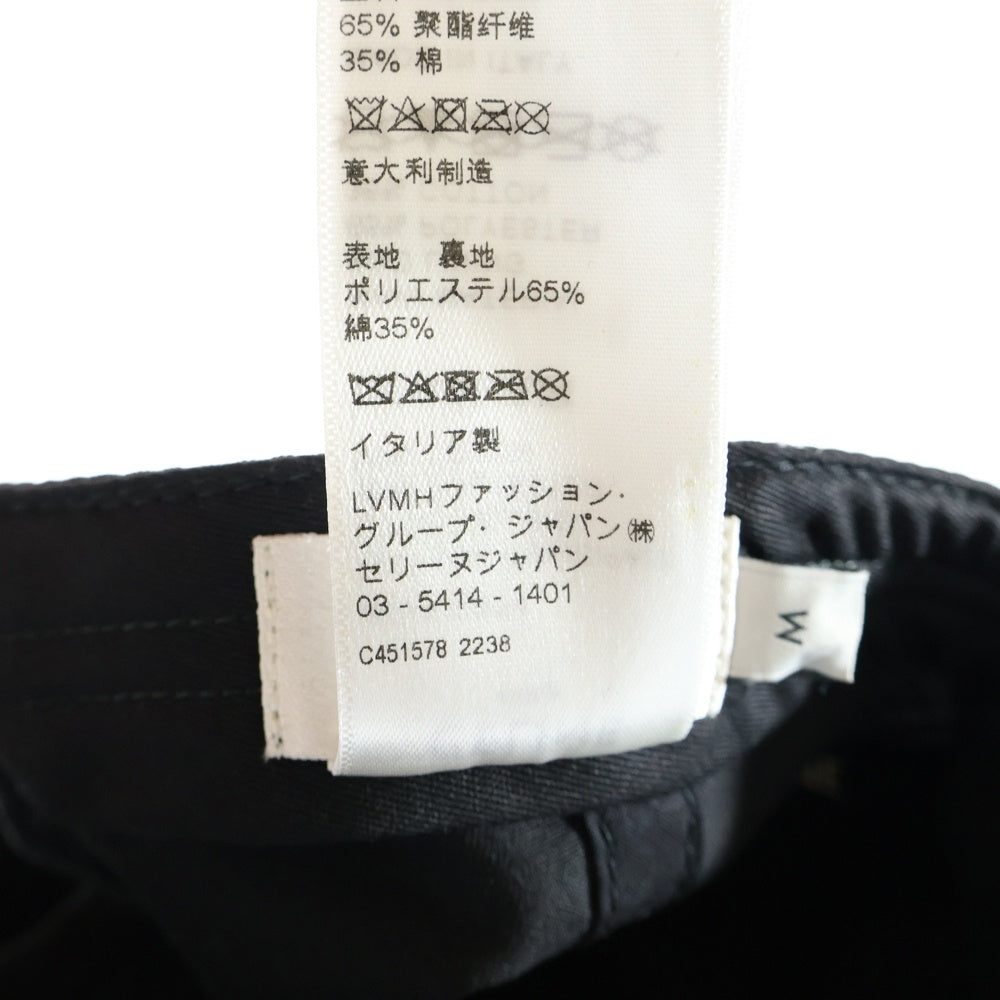 65% 聚酯纤维
35% 棉
意大利制造
表地 裏地
ポリエステル65%
綿35%
イタリア製
LVMHファッション・
グループ・ジャパン㈱
セリーヌジャパン
03 - 5414 - 1401
C451578 2238
M